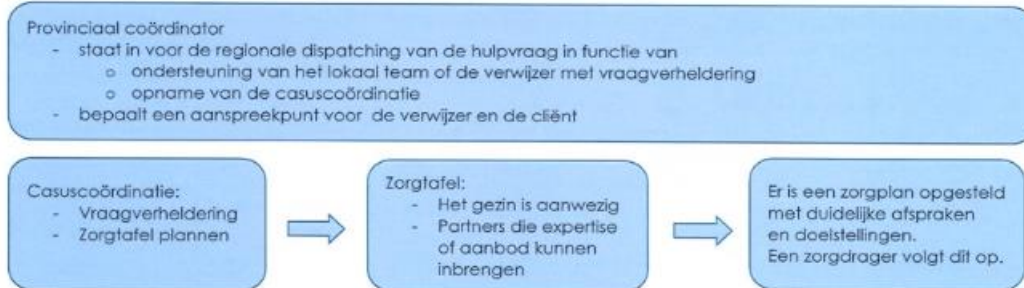 Provinciaal coördinator
- staat in voor de regionale dispatching van de hulpvraag in functie van
o ondersteuning van het lokaal team of de verwijzer met vraagverheldering
o opname van de casuscoördinatie
- bepaalt een aanspreekpunt voor de verwijzer en de cliënt
Casuscoördinatie:
- Vraagverheldering
- Zorgtafel plannen
Zorgtafel:
- Het gezin is aanwezig
- Partners die expertise
of aanbod kunnen
inbrengen
Er is een zorgplan opgesteld
met duidelijke afspraken
en doelstellingen.
Een zorgdrager volgt dit op.